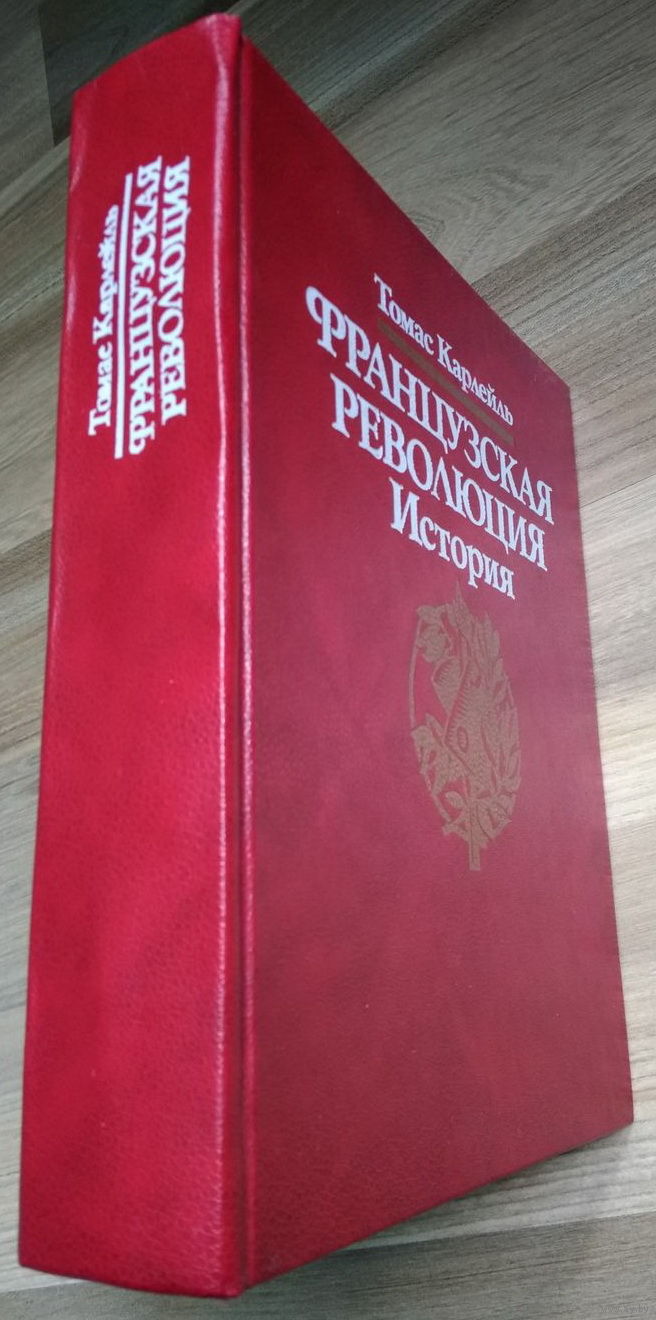 Томас Карлейль
ФРАНЦУЗСКАЯ
РЕВОЛЮЦИЯ
Томас Карлейль
ФРАНЦУЗСКАЯ
РЕВОЛЮЦИЯ
История